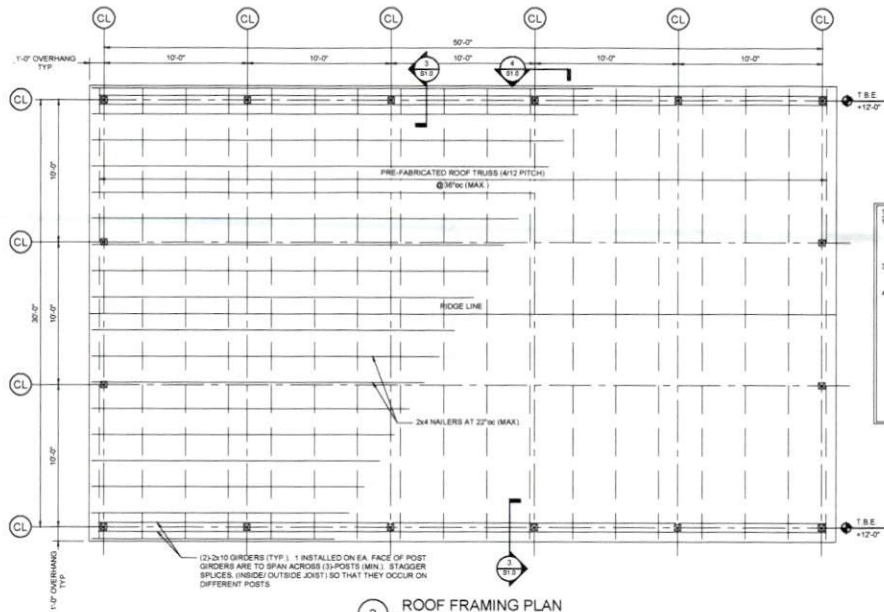 CL CL CL CL CL CL
50'-0"
1'-0" OVERHANG
TYP
10'-0" 10'-0" 10'-0" 10'-0" 10'-0"
3
S1.0
4
S1.0
CL
T.B.E.
+12'-0"
10'-0"
PRE-FABRICATED ROOF TRUSS (4/12 PITCH)
@36"oc (MAX.)
CL
30'-0"
10'-0"
RIDGE LINE
CL
2x4 NAILERS AT 22"oc (MAX)
10'-0"
CL
T.B.E.
+12'-0"
1'-0" OVERHANG
TYP
(2)-2x10 GIRDERS (TYP.). 1 INSTALLED ON EA. FACE OF POST
GIRDERS ARE TO SPAN ACROSS (3)-POSTS (MIN.). STAGGER
SPLICES, (INSIDE/ OUTSIDE JOIST) SO THAT THEY OCCUR ON
DIFFERENT POSTS
3
S1.0
ROOF FRAMING PLAN